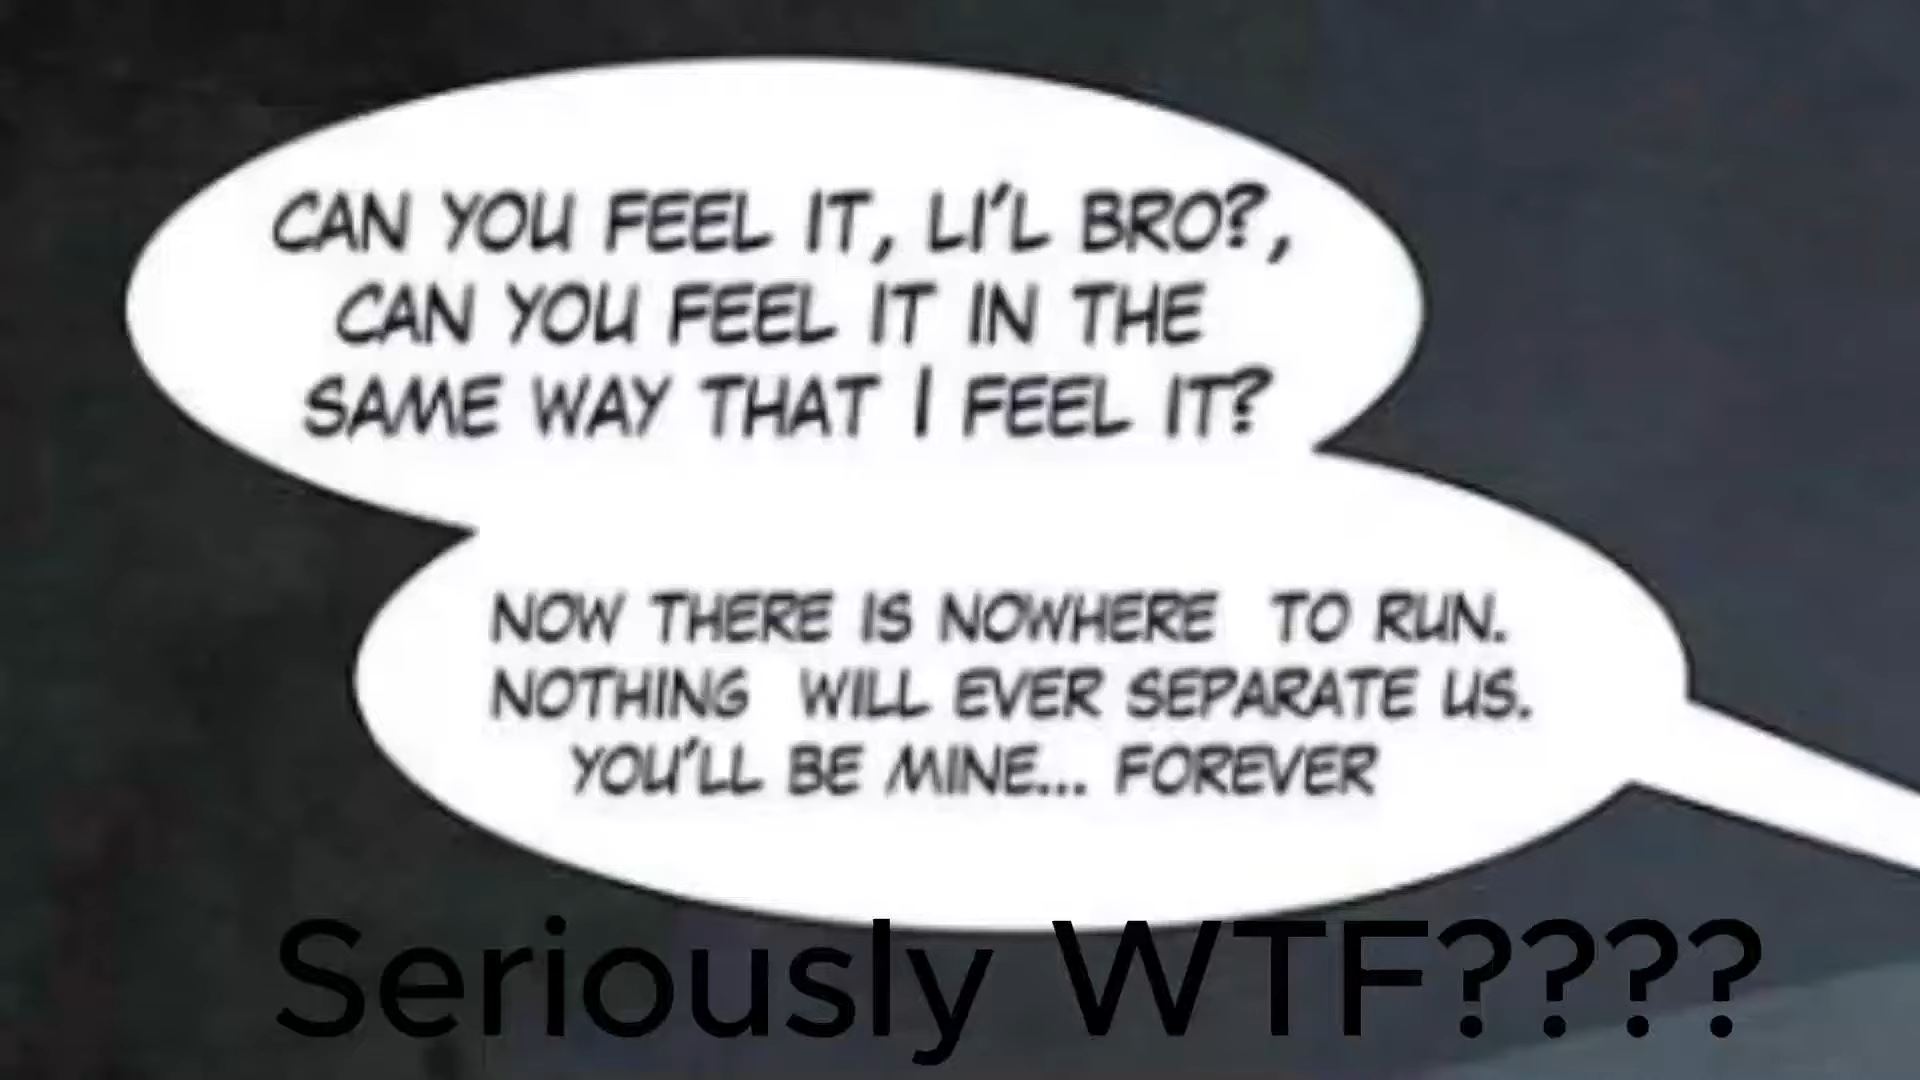 CAN YOU FEEL IT, LI'L BRO?,
CAN YOU FEEL IT IN THE
SAME WAY THAT I FEEL IT?
NOW THERE IS NOWHERE TO RUN.
NOTHING WILL EVER SEPARATE US.
YOU'LL BE MINE... FOREVER
Seriously WTF????